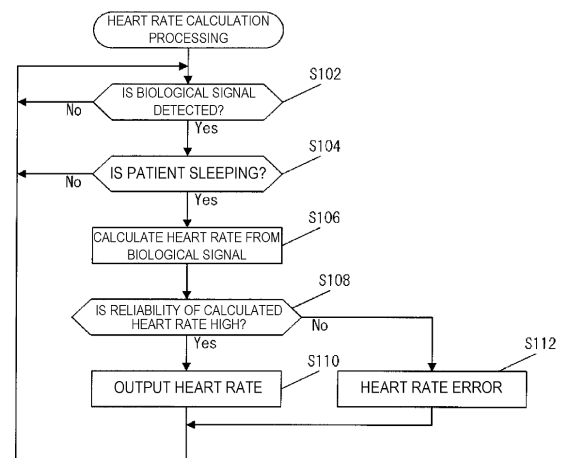 HEART RATE CALCULATION
PROCESSING
S102
IS BIOLOGICAL SIGNAL
DETECTED?
No
Yes
S104
IS PATIENT SLEEPING?
No
Yes
S106
CALCULATE HEART RATE FROM
BIOLOGICAL SIGNAL
S108
IS RELIABILITY OF CALCULATED
HEART RATE HIGH?
No
Yes
S110
S112
OUTPUT HEART RATE
HEART RATE ERROR